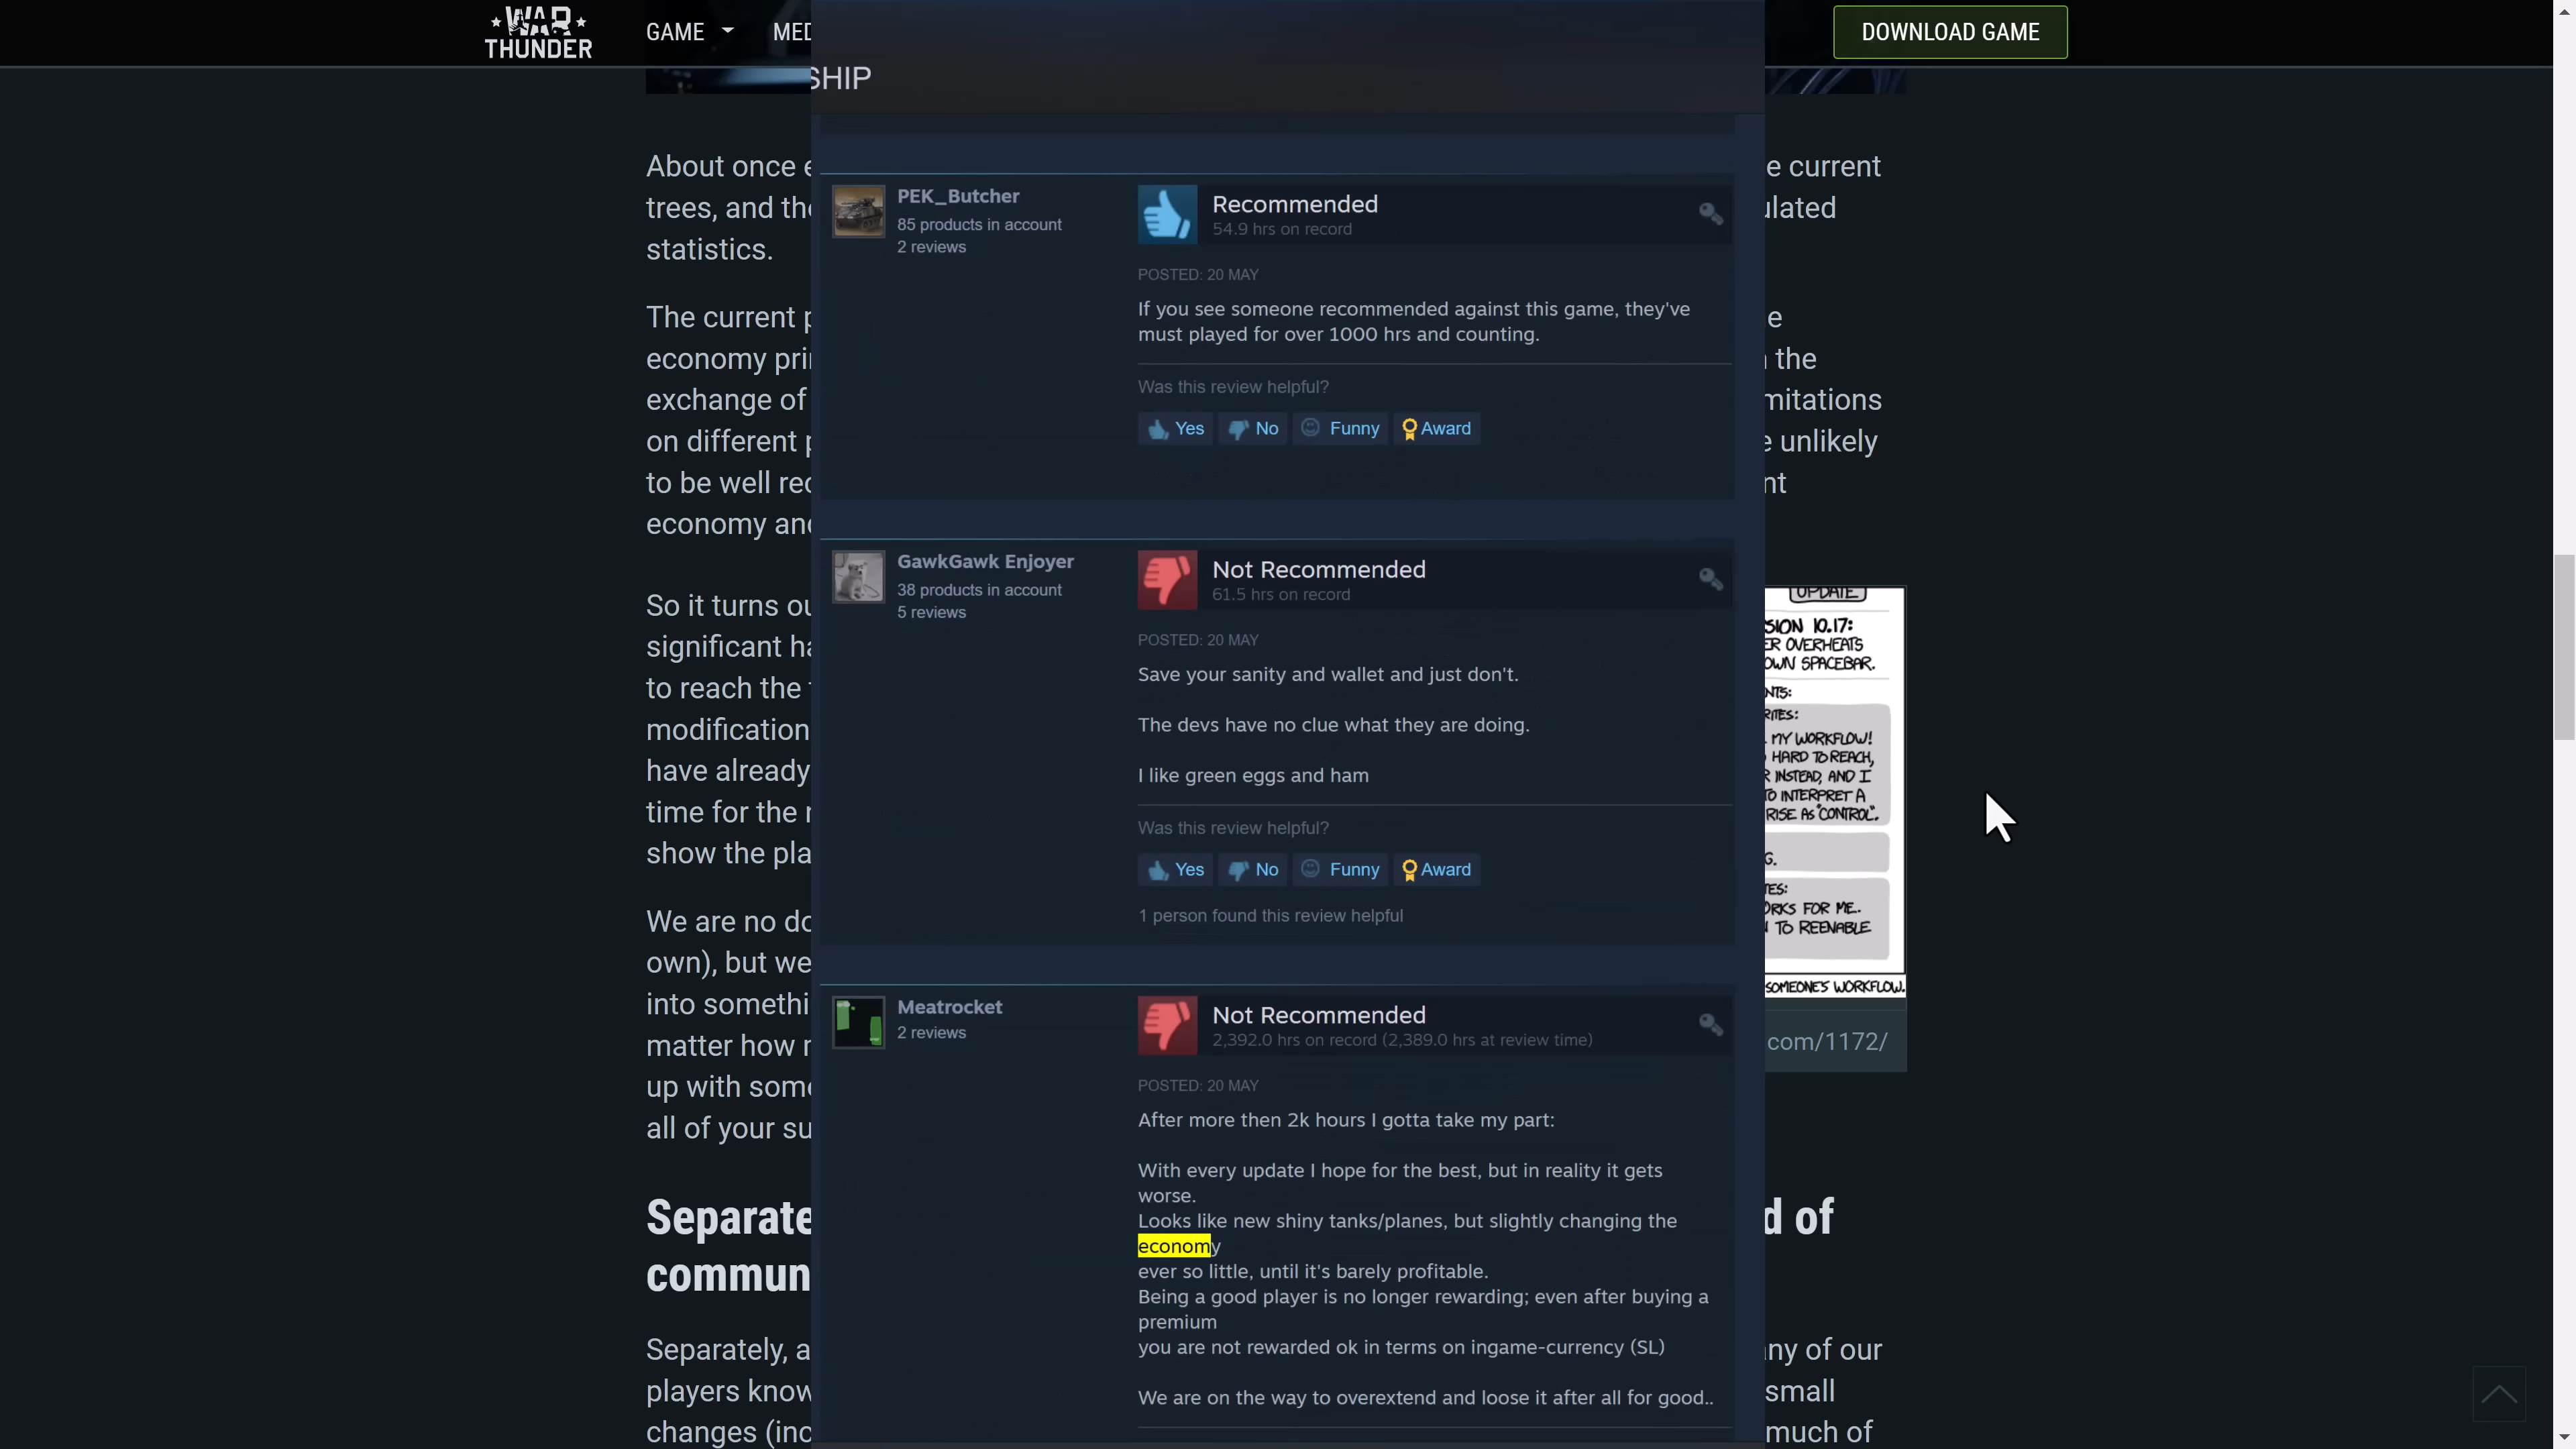 WAR
THUNDER
GAME
MED
DOWNLOAD GAME
SHIP
About once e
trees, and the
statistics.
The current p
economy pri
exchange of
on different p
to be well rec
economy and
So it turns ou
significant ha
to reach the
modification
have already
time for the r
show the pla
We are no do
own), but we
into somethi
matter how r
up with some
all of your su
Separate
commun
Separately, a
players know
changes (inc
PEK_Butcher
85 products in account
2 reviews
Recommended
54.9 hrs on record
POSTED: 20 MAY
If you see someone recommended against this game, they've
must played for over 1000 hrs and counting.
Was this review helpful?
Yes No Funny Award
GawkGawk Enjoyer
38 products in account
5 reviews
Not Recommended
61.5 hrs on record
POSTED: 20 MAY
Save your sanity and wallet and just don't.
The devs have no clue what they are doing.
I like green eggs and ham
Was this review helpful?
Yes No Funny Award
1 person found this review helpful
Meatrocket
2 reviews
Not Recommended
2,392.0 hrs on record (2,389.0 hrs at review time)
POSTED: 20 MAY
After more then 2k hours I gotta take my part:
With every update I hope for the best, but in reality it gets
worse.
Looks like new shiny tanks/planes, but slightly changing the
economy
ever so little, until it's barely profitable.
Being a good player is no longer rewarding; even after buying a
premium
you are not rewarded ok in terms on ingame-currency (SL)
We are on the way to overextend and loose it after all for good..
e current
ulated
e
the
mitations
e unlikely
nt
UPDATE
SION 10.17:
ER OVERHEATS
OWN SPACEBAR.
NTS:
RITES:
MY WORKFLOW!
HARD TO REACH,
R INSTEAD, AND I
TO INTERPRET A
RISE AS "CONTROL".
G.
TES:
ORKS FOR ME.
TO REENABLE
SOMEONE'S WORKFLOW.
com/1172/
d of
ny of our
small
much of